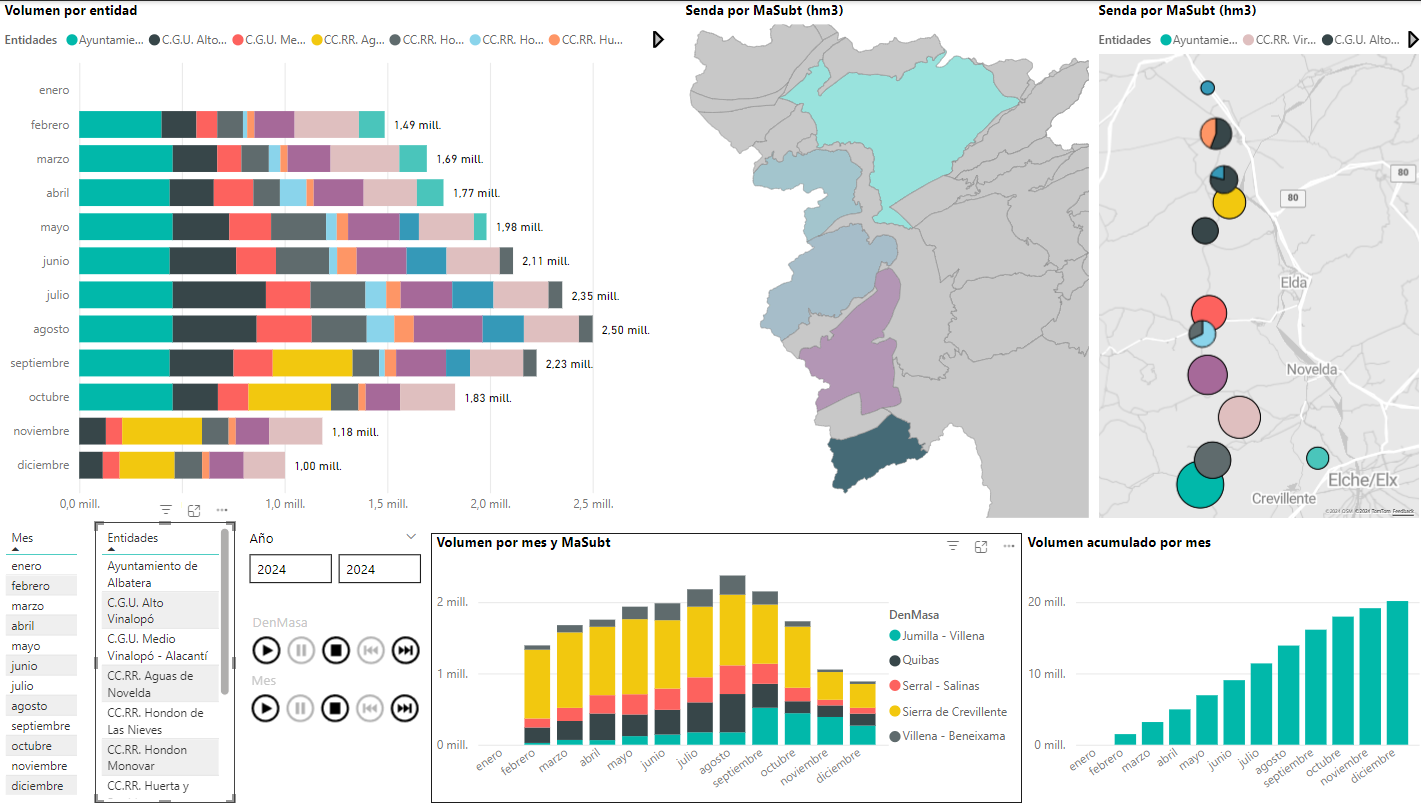 Volumen por entidad
Entidades Ayuntamie... C.G.U. Alto... C.G.U. Me... CC.RR. Ag... CC.RR. Ho... CC.RR. Ho... CC.RR. Hu...
enero
febrero 1,49 mill.
marzo 1,69 mill.
abril 1,77 mill.
mayo 1,98 mill.
junio 2,11 mill.
julio 2,35 mill.
agosto 2,50 mill.
septiembre 2,23 mill.
octubre 1,83 mill.
noviembre 1,18 mill.
diciembre 1,00 mill.
0,0 mill. 1,0 mill. 1,5 mill. 2,0 mill. 2,5 mill.
Senda por MaSubt (hm3)
Senda por MaSubt (hm3)
Entidades Ayuntamie... CC.RR. Vir... C.G.U. Alto...
80
80
Elda
Novelda
Elche/Elx
Crevillente
©2024 OSM ©2024 TomTom Feedback
Mes
enero
febrero
marzo
abril
mayo
junio
julio
agosto
septiembre
octubre
noviembre
diciembre
Entidades
Ayuntamiento de
Albatera
C.G.U. Alto
Vinalopó
C.G.U. Medio
Vinalopó - Alacantí
CC.RR. Aguas de
Novelda
CC.RR. Hondon de
Las Nieves
CC.RR. Hondon
Monovar
CC.RR. Huerta y
Año
2024 2024
DenMasa
Mes
Volumen por mes y MaSubt
2 mill.
1 mill.
0 mill.
enero febrero marzo abril mayo junio julio agosto septiembre octubre noviembre diciembre
DenMasa
Jumilla - Villena
Quibas
Serral - Salinas
Sierra de Crevillente
Villena - Beneixama
Volumen acumulado por mes
20 mill.
10 mill.
0 mill.
enero febrero marzo abril mayo junio julio agosto septiembre octubre noviembre diciembre